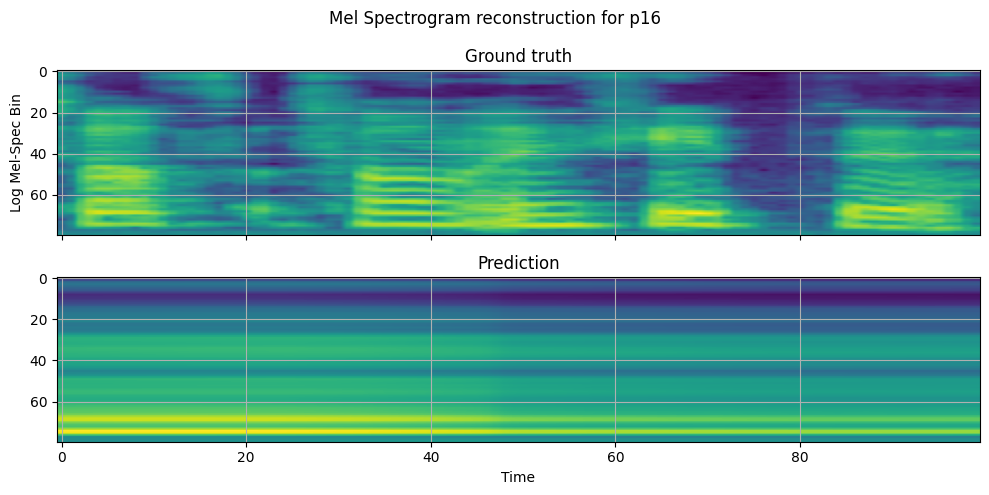 Mel Spectrogram reconstruction for p16
Ground truth
0
20
40
60
Log Mel-Spec Bin
Prediction
0
20
40
60
0 20 40 60 80
Time